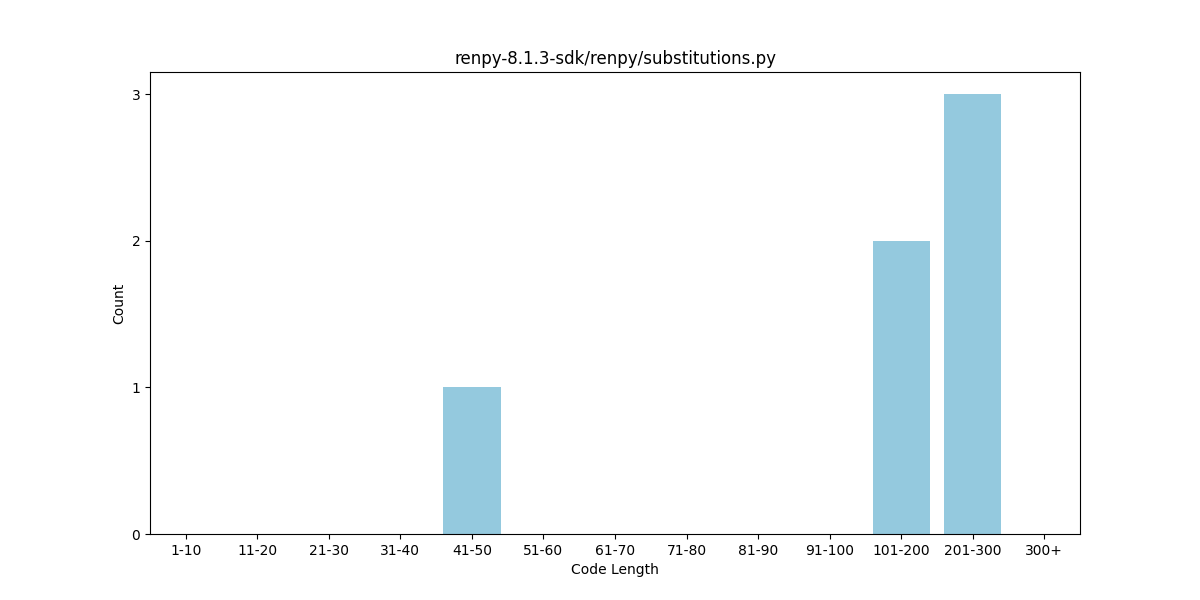 renpy-8.1.3-sdk/renpy/substitutions.py
3
2
1
0
Count
1-10 11-20 21-30 31-40 41-50 51-60 61-70 71-80 81-90 91-100 101-200 201-300 300+
Code Length